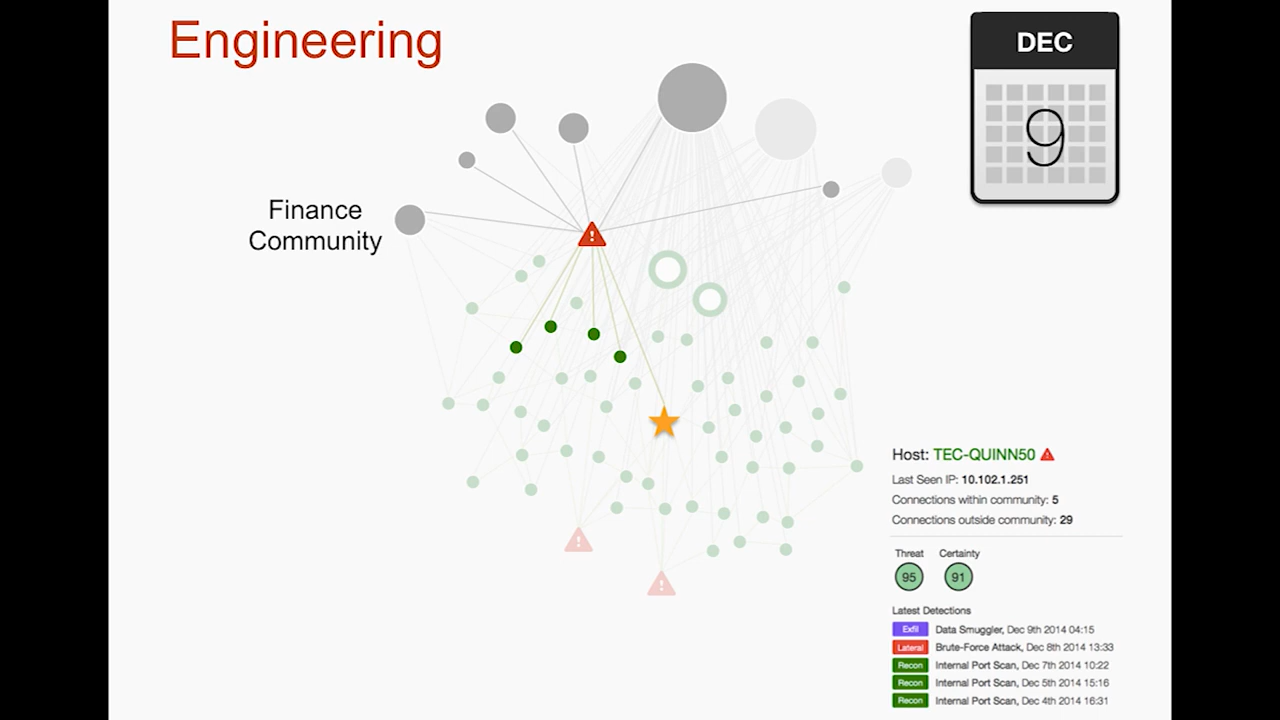 Engineering
DEC
9
Finance
Community
Host: TEC-QUINN50
Last Seen IP: 10.102.1.251
Connections within community: 5
Connections outside community: 29
Threat Certainty
95 91
Latest Detections
Exfil Data Smuggler, Dec 9th 2014 04:15
Lateral Brute-Force Attack, Dec 8th 2014 13:33
Recon Internal Port Scan, Dec 7th 2014 10:22
Recon Internal Port Scan, Dec 5th 2014 15:16
Recon Internal Port Scan, Dec 4th 2014 16:31